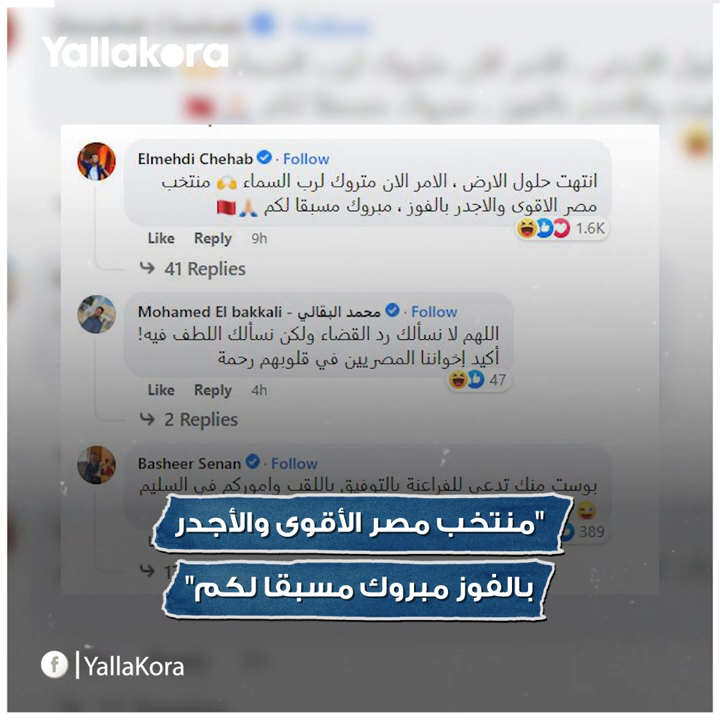 Yallakora
Elmehdi Chehab · Follow
انتهت حلول الارض ، الامر الان متروك لرب السماء 🙌 منتخب
مصر الاقوى والاجدر بالفوز ، مبروك مسبقا لكم 🙏🇲🇦
1.6K
Like Reply 9h
41 Replies
Mohamed El bakkali - محمد البقالي · Follow
اللهم لا نسألك رد القضاء ولكن نسألك اللطف فيه!
أكيد إخواننا المصريين في قلوبهم رحمة
47
Like Reply 4h
2 Replies
Basheer Senan · Follow
بوست منك تدعي للفراعنة بالتوفيق باللقب واموركم في السليم
389
"منتخب مصر الأقوى والأجدر
بالفوز مبروك مسبقا لكم"
f | YallaKora